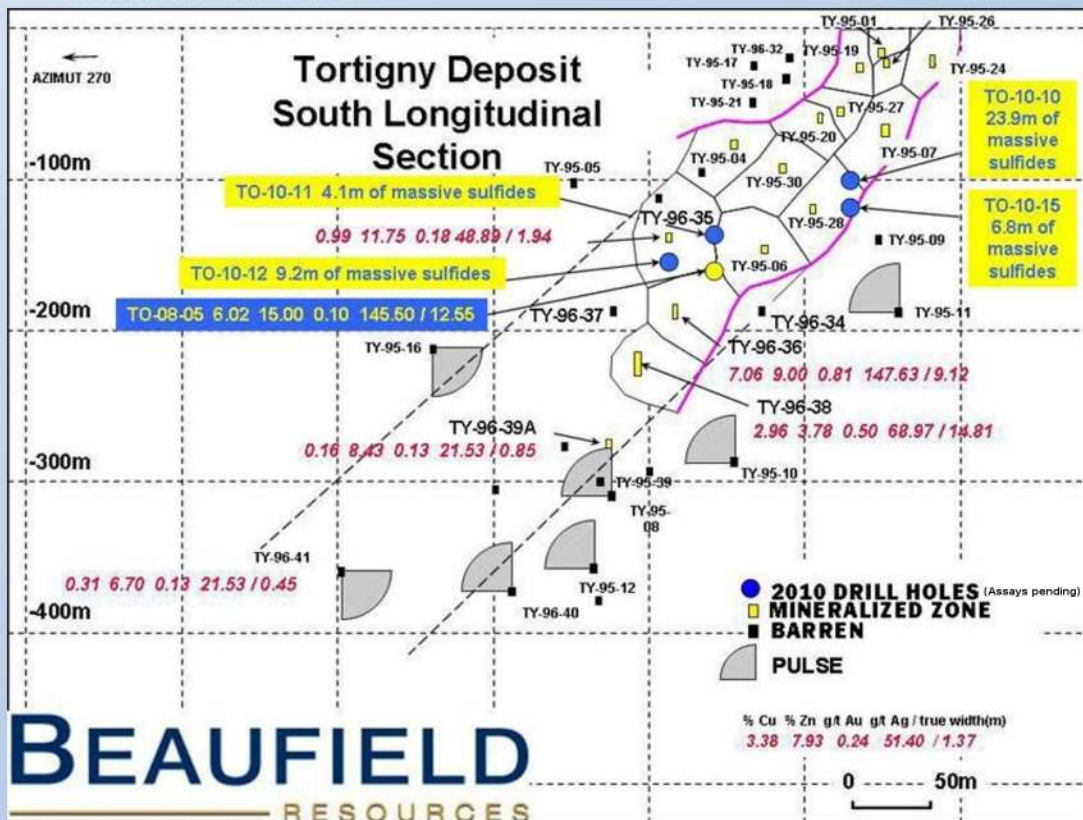 TY-95-01
TY-95-26
AZIMUT 270
Tortigny Deposit
South Longitudinal
Section
TY-96-32
TY-95-19
TY-95-17
TY-95-18
TY-95-24
TY-95-21
TY-95-27
TY-95-20
TO-10-10
23.9m of
massive
sulfides
-100m
TY-95-05
TY-95-04
TY-95-07
TY-95-30
TO-10-11 4.1m of massive sulfides
TY-96-35
TY-95-28
TO-10-15
6.8m of
massive
sulfides
0.99 11.75 0.18 48.89 / 1.94
TY-95-09
TO-10-12 9.2m of massive sulfides
TY-95-06
-200m
TO-08-05 6.02 15.00 0.10 145.50 / 12.55
TY-96-37
TY-96-34
TY-95-11
TY-95-16
TY-96-36
7.06 9.00 0.81 147.63 / 9.12
TY-96-38
2.96 3.78 0.50 68.97 / 14.81
TY-96-39A
0.16 8.43 0.13 21.53 / 0.85
-300m
TY-95-10
TY-95-39
TY-95-
08
TY-96-41
0.31 6.70 0.13 21.53 / 0.45
-400m
TY-95-12
TY-96-40
2010 DRILL HOLES (Assays pending)
MINERALIZED ZONE
BARREN
PULSE
% Cu % Zn g/t Au g/t Ag / true width(m)
3.38 7.93 0.24 51.40 / 1.37
0 50m
BEAUFIELD
RESOURCES